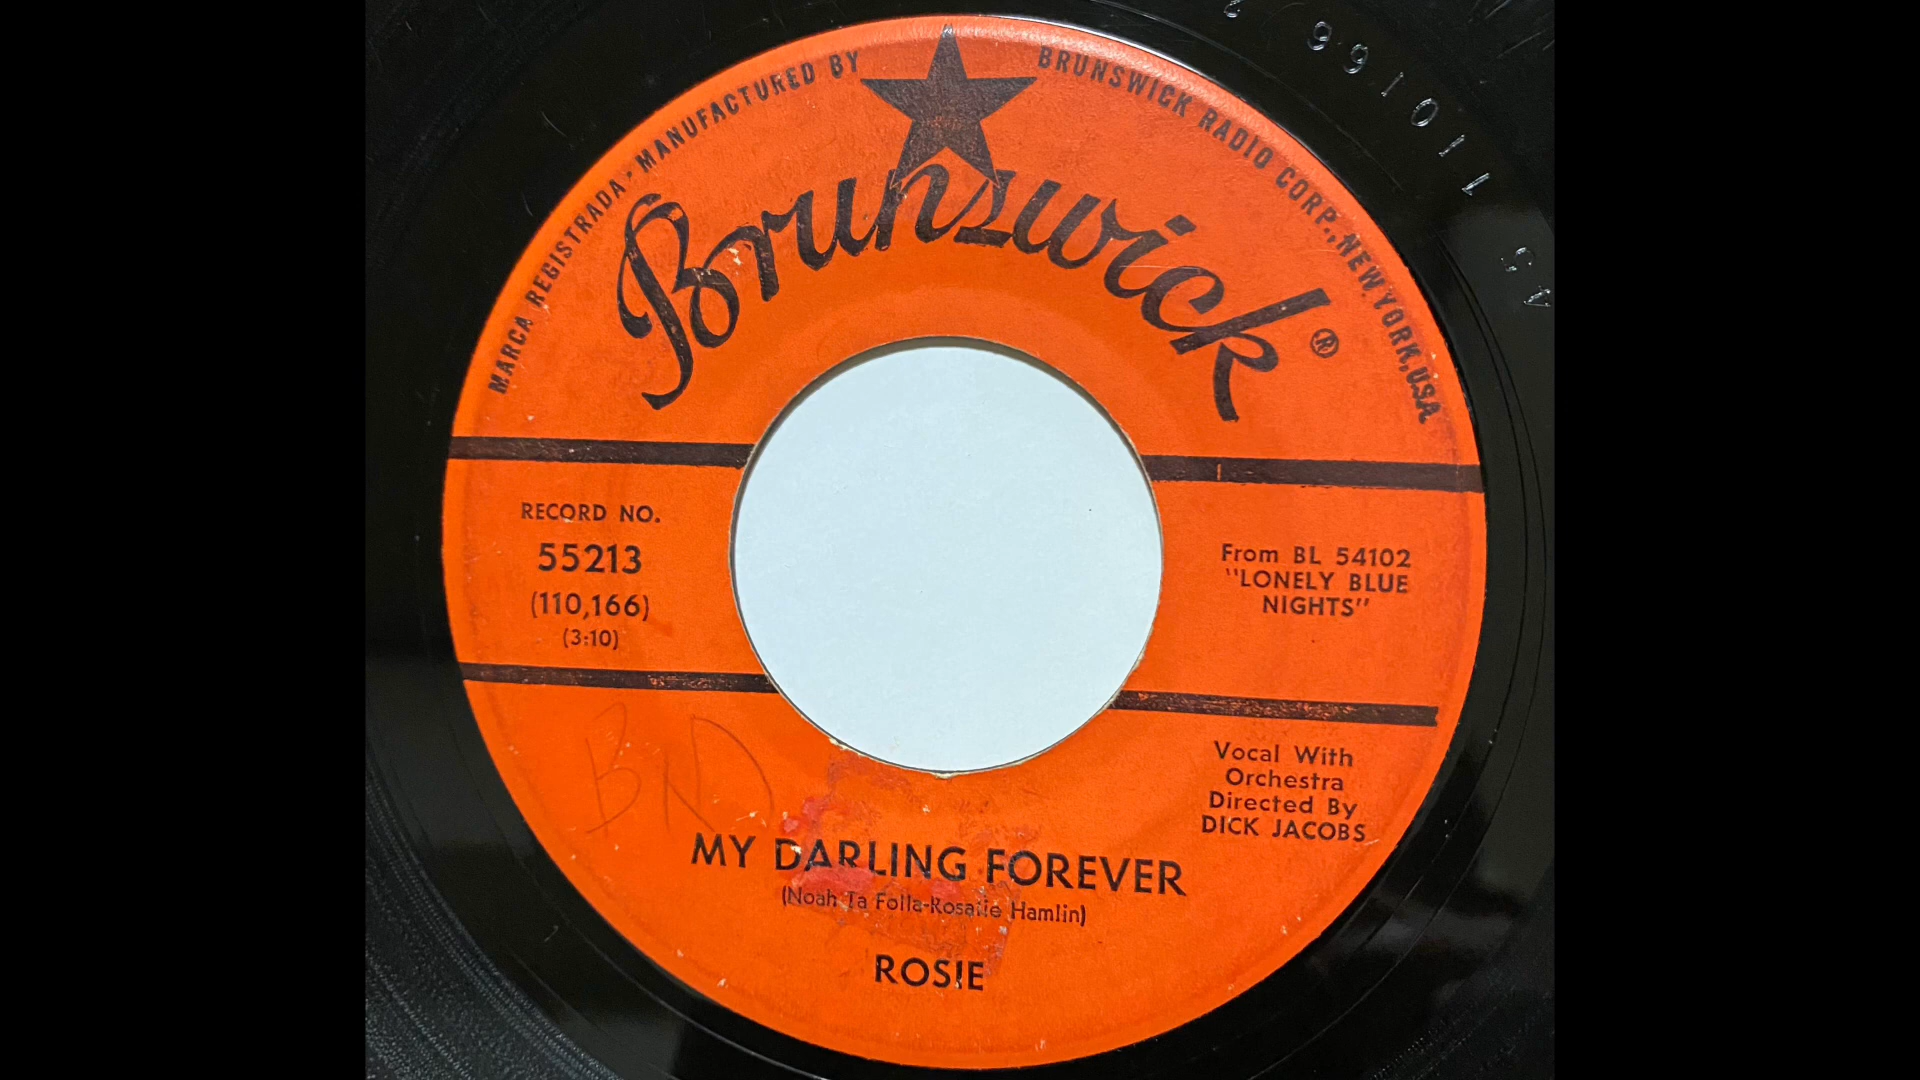 MARCA REGISTRADA · MANUFACTURED BY BRUNSWICK RADIO CORP., NEW YORK, USA
Brunswick ®
RECORD NO.
55213
(110,166)
(3:10)
From BL 54102
"LONELY BLUE
NIGHTS"
Vocal With
Orchestra
Directed By
DICK JACOBS
MY DARLING FOREVER
(Noah Ta Folla-Rosalie Hamlin)
ROSIE